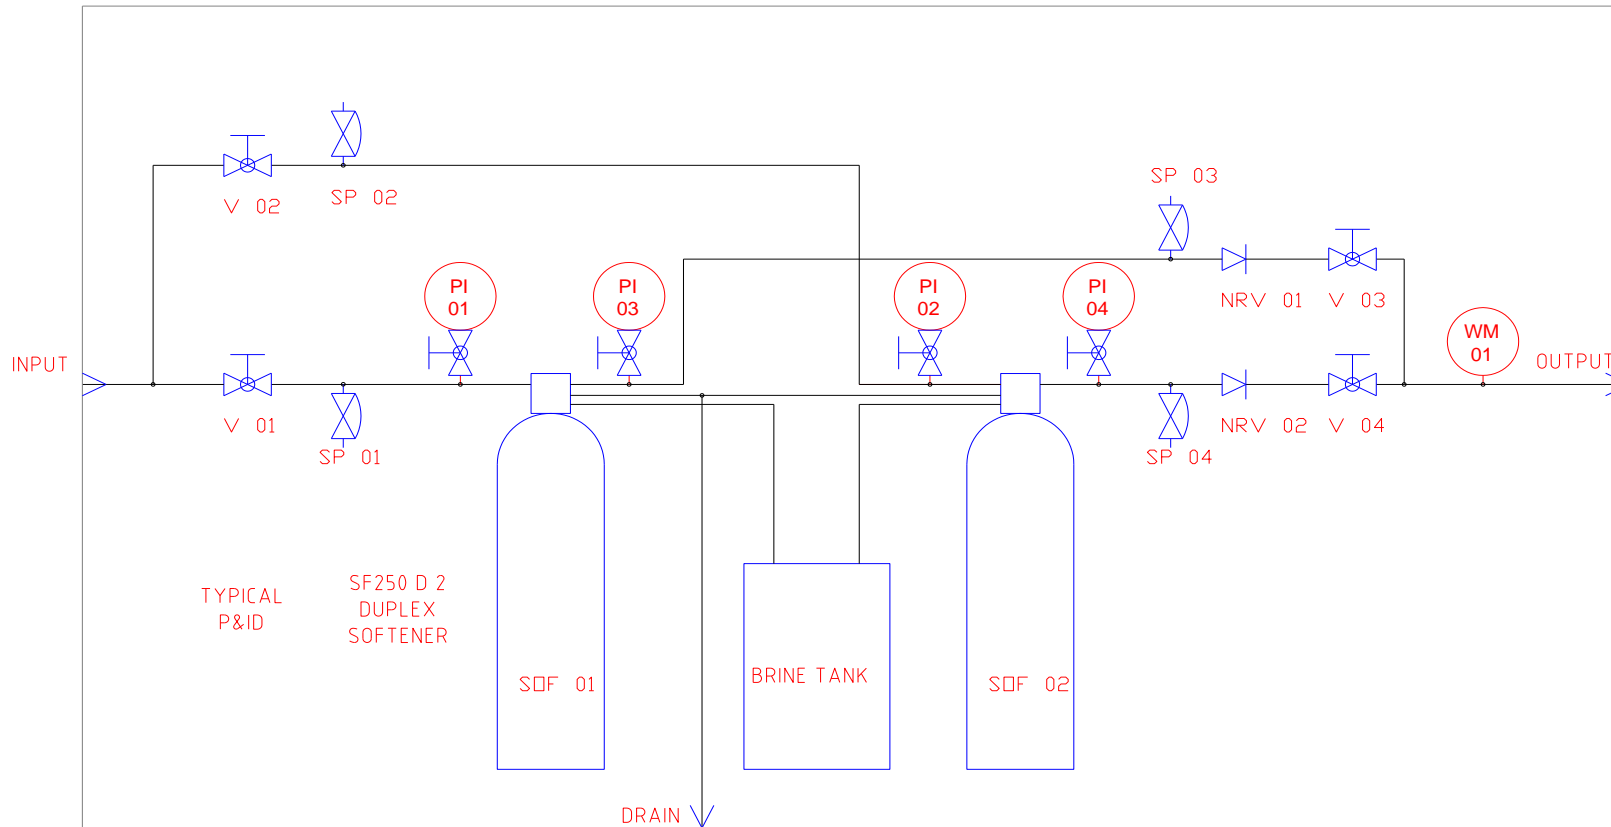 SP 03
V 02
SP 02
PI
01
PI
03
PI
02
PI
04
NRV 01
V 03
WM
01
INPUT
OUTPUT
V 01
SP 01
SP 04
NRV 02
V 04
TYPICAL
P&ID
SF250 D 2
DUPLEX
SOFTENER
SOF 01
BRINE TANK
SOF 02
DRAIN